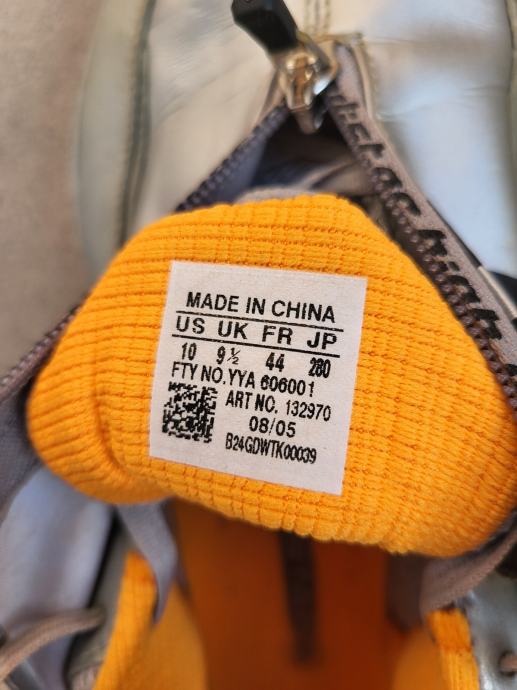 MADE IN CHINA
US UK FR JP
10 9½ 44 280
FTY NO.YYA 606001
ART NO. 132970
08/05
B24GDWTK00039
high